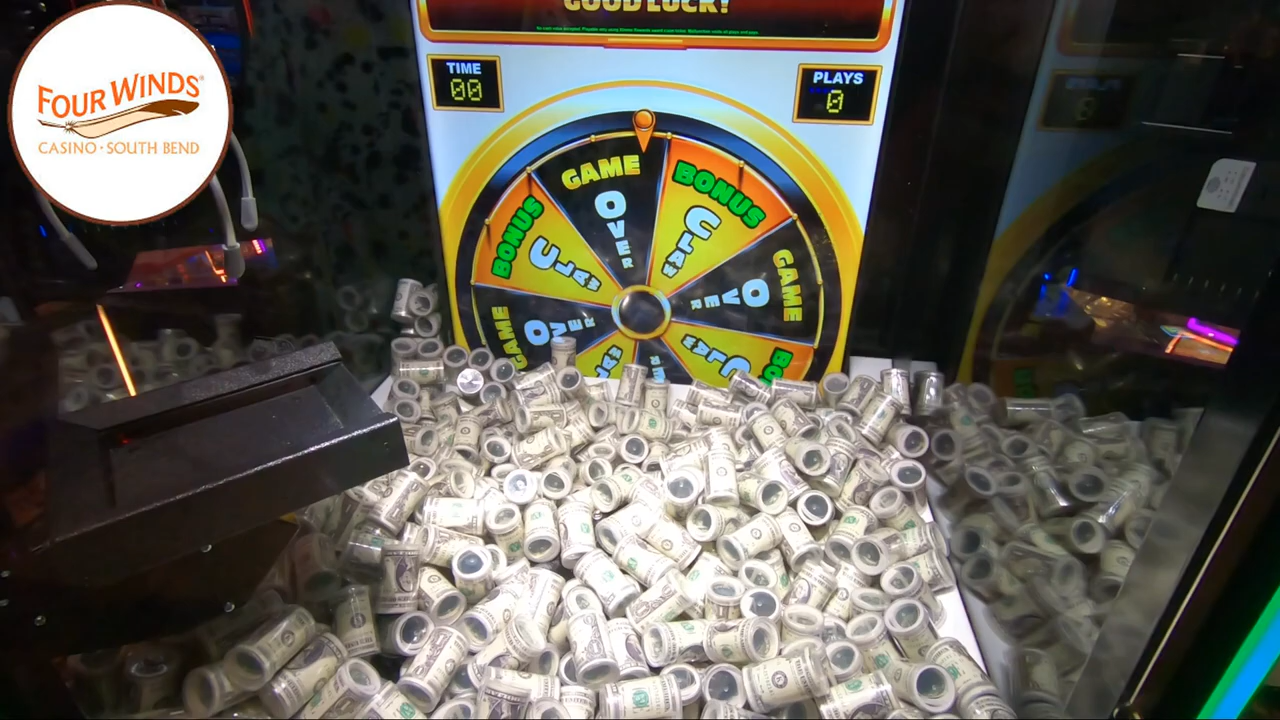 GOOD LUCK!
FOUR WINDS®
CASINO · SOUTH BEND
TIME
00
PLAYS
0
GAME
OVER
BONUS
CLAW
BONUS
CLAW
GAME
OVER
GAME
OVER
CLAW
BO